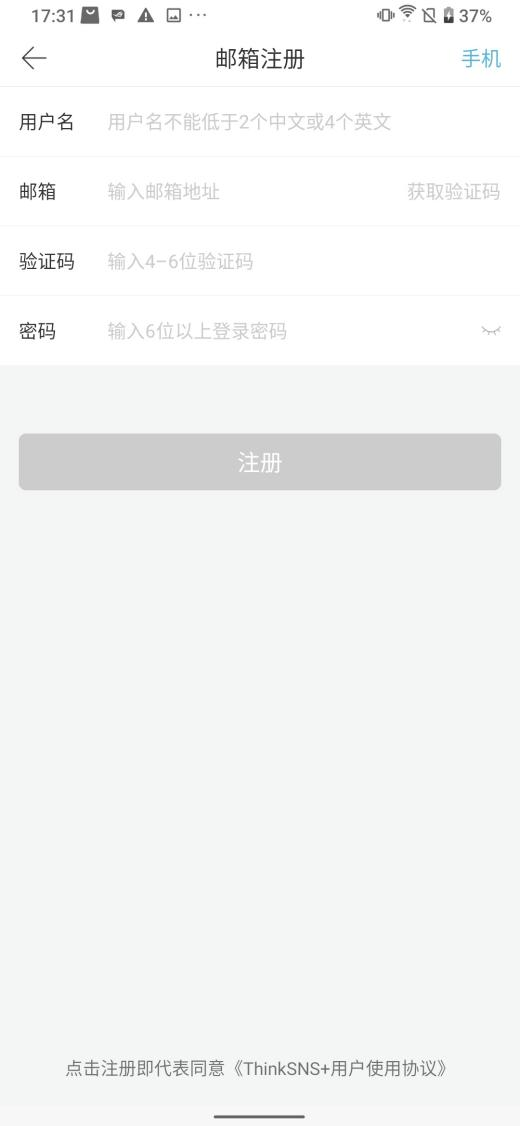 17:31
37%
邮箱注册
手机
用户名 用户名不能低于2个中文或4个英文
邮箱 输入邮箱地址 获取验证码
验证码 输入4–6位验证码
密码 输入6位以上登录密码
注册
点击注册即代表同意《ThinkSNS+用户使用协议》